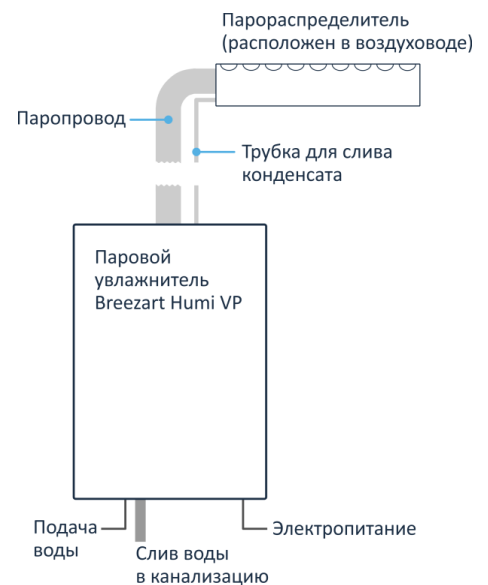 Парораспределитель
(расположен в воздуховоде)
Паропровод
Трубка для слива
конденсата
Паровой
увлажнитель
Breezart Humi VP
Подача
воды
Слив воды
в канализацию
Электропитание